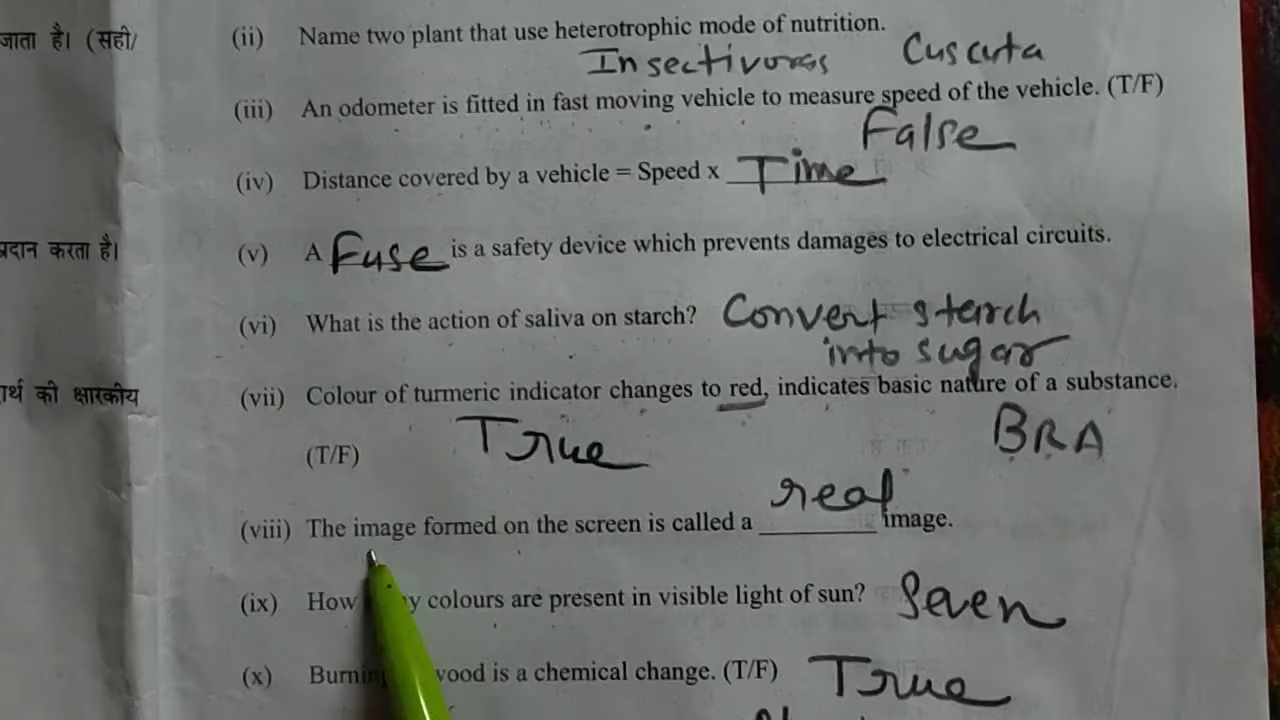 जाता है। (सही/
(ii) Name two plant that use heterotrophic mode of nutrition.
Insectivoras Cuscuta
(iii) An odometer is fitted in fast moving vehicle to measure speed of the vehicle. (T/F)
False
(iv) Distance covered by a vehicle = Speed x Time
प्रदान करता है।
(v) A Fuse is a safety device which prevents damages to electrical circuits.
(vi) What is the action of saliva on starch? Convert starch
into sugar
र्थ की क्षारकीय
(vii) Colour of turmeric indicator changes to red, indicates basic nature of a substance.
(T/F) True BRA
real
(viii) The image formed on the screen is called a ________ image.
(ix) How y colours are present in visible light of sun? Seven
(x) Burnin wood is a chemical change. (T/F) True